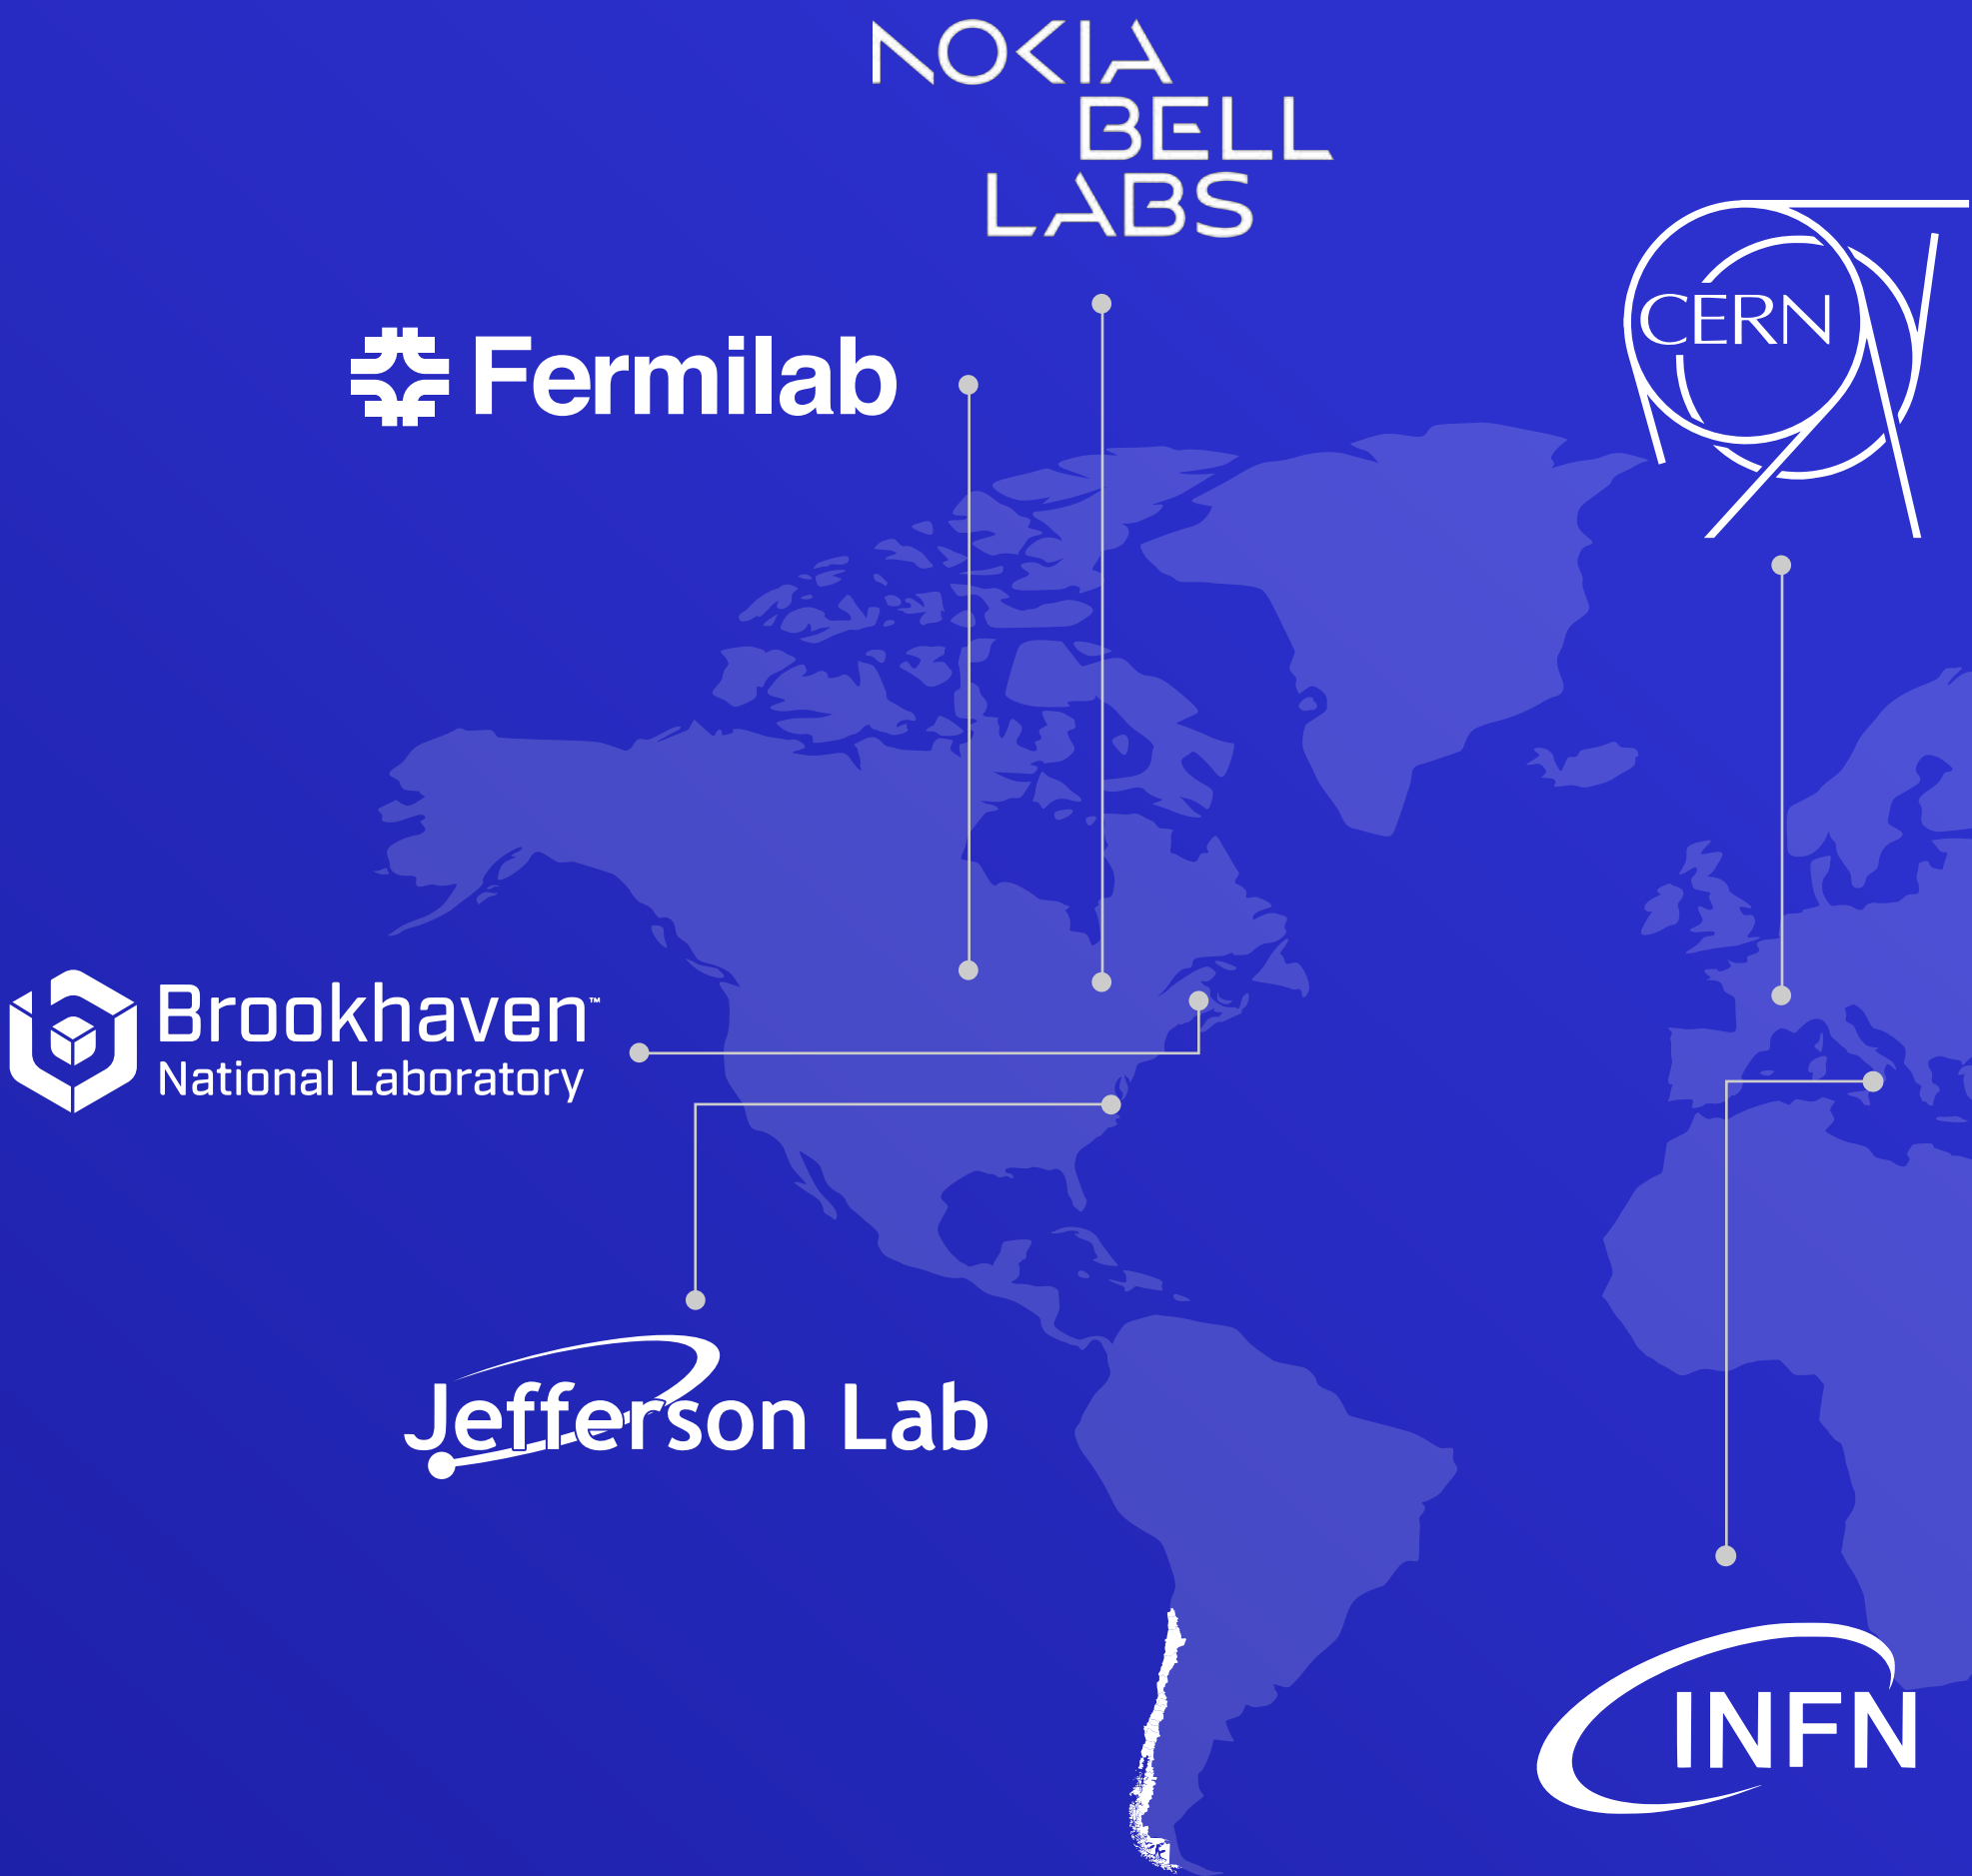 NOKIA
BELL
LABS
CERN
Fermilab
Brookhaven™
National Laboratory
Jefferson Lab
INFN